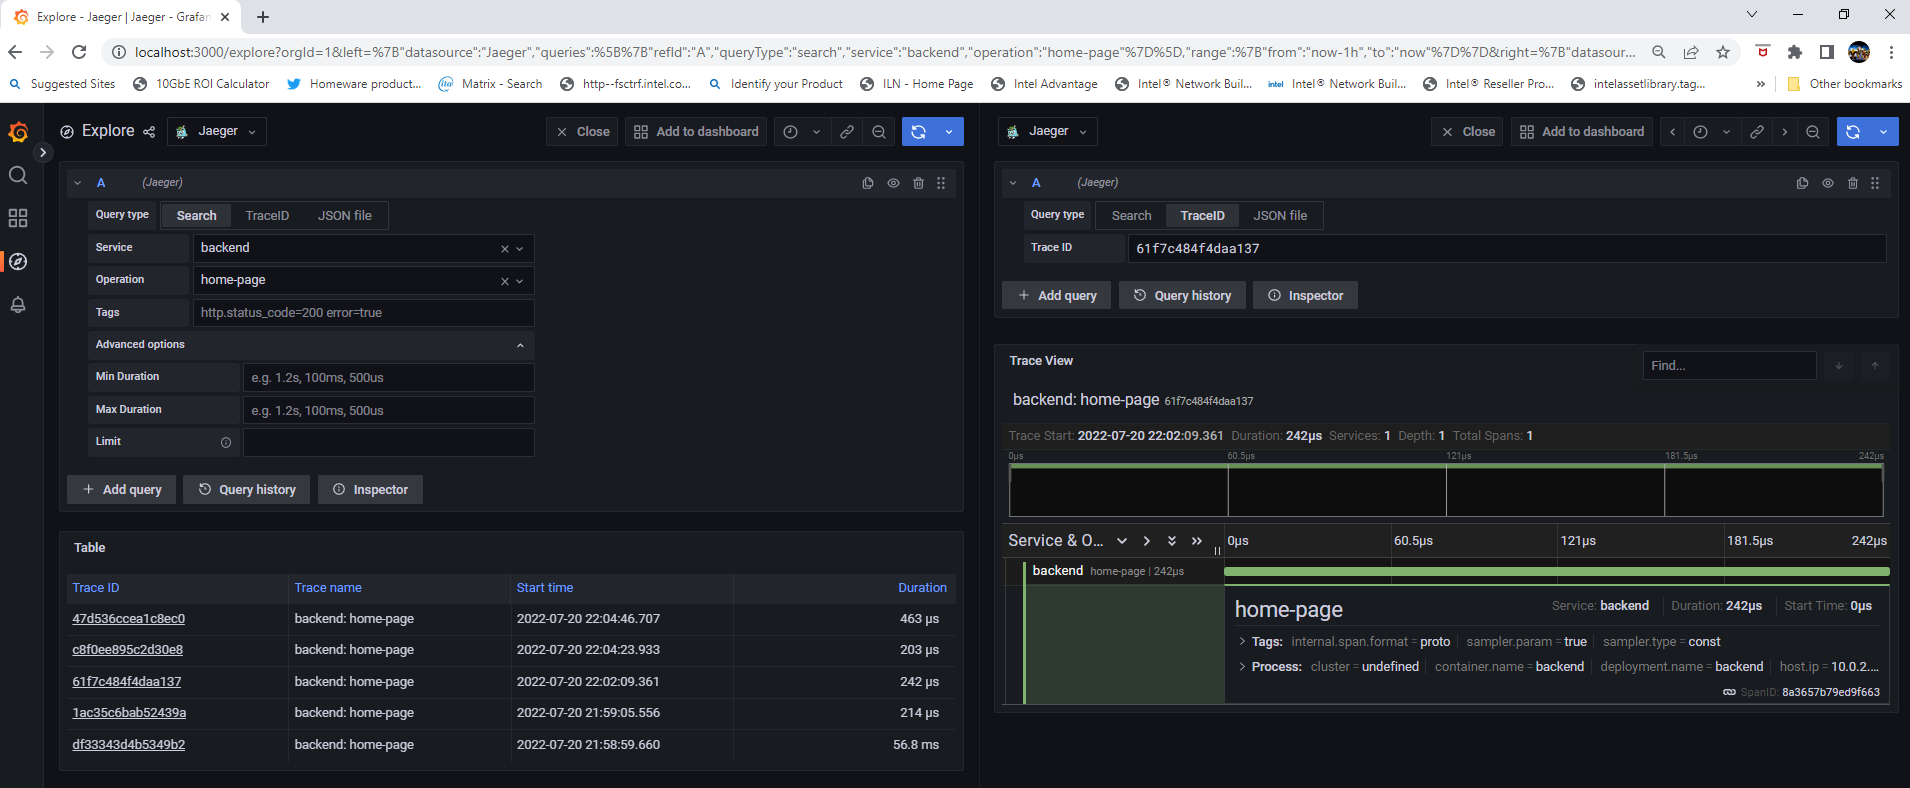 Explore - Jaeger | Jaeger - Grafan
localhost:3000/explore?orgId=1&left=%7B"datasource":"Jaeger","queries":%5B%7B"refId":"A","queryType":"search","service":"backend","operation":"home-page"%7D%5D,"range":%7B"from":"now-1h","to":"now"%7D%7D&right=%7B"datasour...
Suggested Sites 10GbE ROI Calculator Homeware product... Matrix - Search http--fsctrf.intel.co... Identify your Product ILN - Home Page Intel Advantage Intel® Network Buil... intel Intel® Network Buil... Intel® Reseller Pro... intelassetlibrary.tag... » Other bookmarks
Explore Jaeger Close Add to dashboard
A (Jaeger)
Query type Search TraceID JSON file
Service backend
Operation home-page
Tags http.status_code=200 error=true
Advanced options
Min Duration e.g. 1.2s, 100ms, 500us
Max Duration e.g. 1.2s, 100ms, 500us
Limit
+ Add query Query history Inspector
Table
Trace ID Trace name Start time Duration
47d536ccea1c8ec0 backend: home-page 2022-07-20 22:04:46.707 463 µs
c8f0ee895c2d30e8 backend: home-page 2022-07-20 22:04:23.933 203 µs
61f7c484f4daa137 backend: home-page 2022-07-20 22:02:09.361 242 µs
1ac35c6bab52439a backend: home-page 2022-07-20 21:59:05.556 214 µs
df33343d4b5349b2 backend: home-page 2022-07-20 21:58:59.660 56.8 ms
Jaeger Close Add to dashboard
A (Jaeger)
Query type Search TraceID JSON file
Trace ID 61f7c484f4daa137
+ Add query Query history Inspector
Trace View Find...
backend: home-page 61f7c484f4daa137
Trace Start: 2022-07-20 22:02:09.361 Duration: 242µs Services: 1 Depth: 1 Total Spans: 1
0µs 60.5µs 121µs 181.5µs 242µs
Service & O... 0µs 60.5µs 121µs 181.5µs 242µs
backend home-page | 242µs
home-page Service: backend Duration: 242µs Start Time: 0µs
Tags: internal.span.format = proto sampler.param = true sampler.type = const
Process: cluster = undefined container.name = backend deployment.name = backend host.ip = 10.0.2....
SpanID: 8a3657b79ed9f663